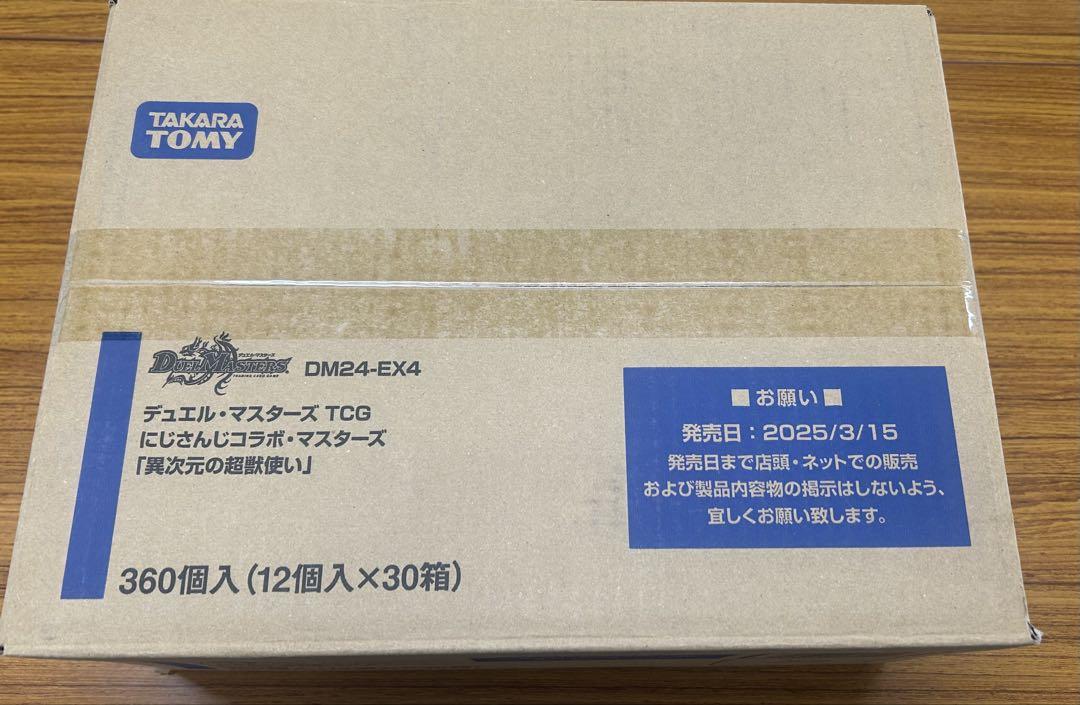 TAKARA
TOMY
デュエル・マスターズ
DUEL MASTERS
TRADING CARD GAME
DM24-EX4
デュエル・マスターズ TCG
にじさんじコラボ・マスターズ
「異次元の超獣使い」
360個入(12個入×30箱)
■お願い■
発売日：2025/3/15
発売日まで店頭・ネットでの販売
および製品内容物の掲示はしないよう、
宜しくお願い致します。